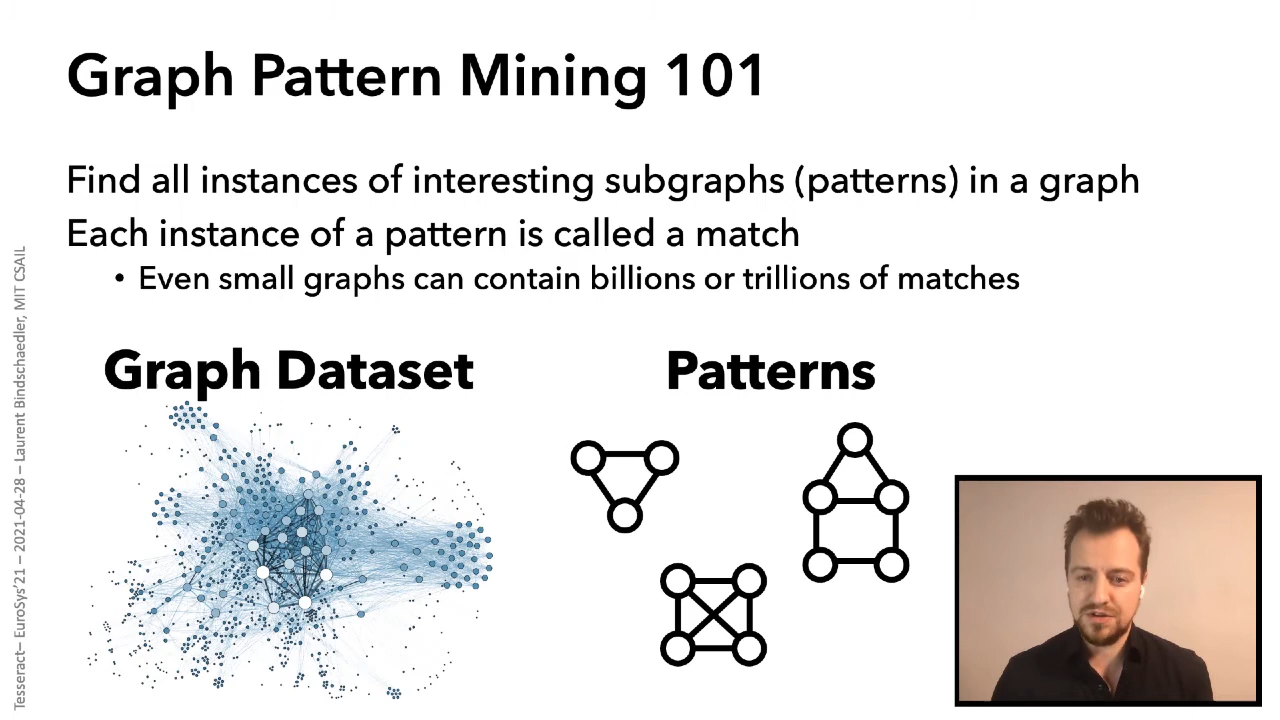 Graph Pattern Mining 101
Find all instances of interesting subgraphs (patterns) in a graph
Each instance of a pattern is called a match
• Even small graphs can contain billions or trillions of matches
Graph Dataset
Patterns
Tesseract– EuroSys'21 – 2021-04-28 – Laurent Bindschaedler, MIT CSAIL